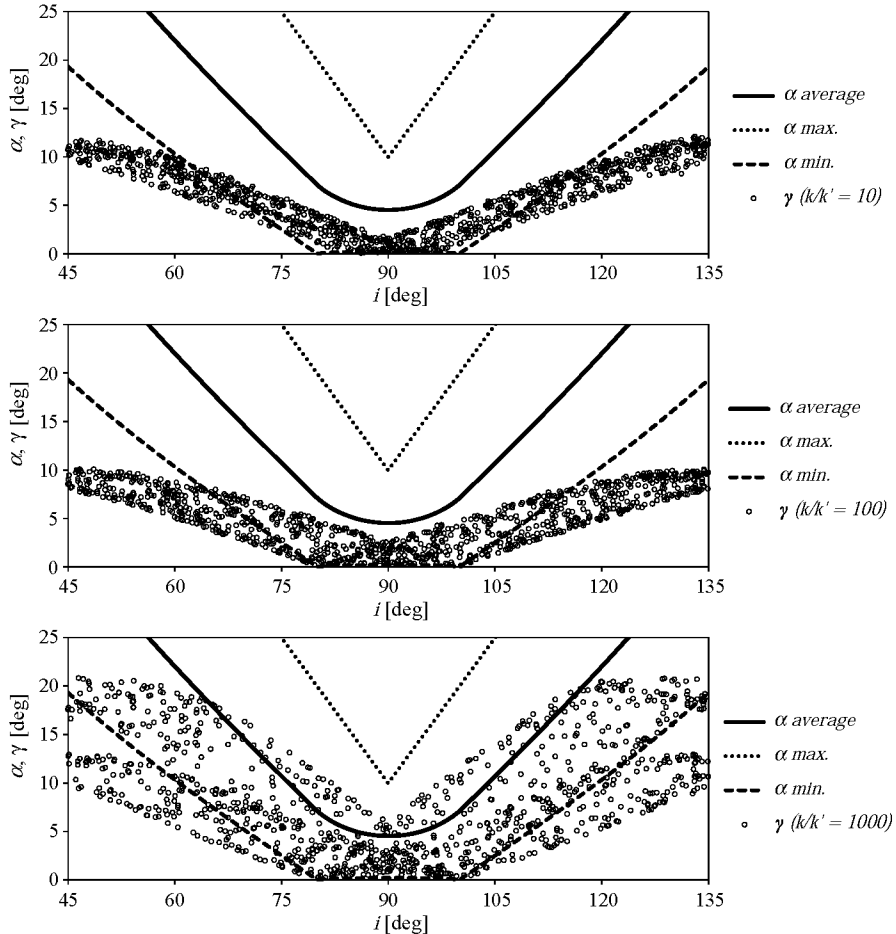 25
20
15
10
5
0
α, γ [deg]
45 60 75 90 105 120 135
i [deg]
α average
α max.
α min.
γ (k/k' = 10)
25
20
15
10
5
0
α, γ [deg]
45 60 75 90 105 120 135
i [deg]
α average
α max.
α min.
γ (k/k' = 100)
25
20
15
10
5
0
α, γ [deg]
45 60 75 90 105 120 135
i [deg]
α average
α max.
α min.
γ (k/k' = 1000)